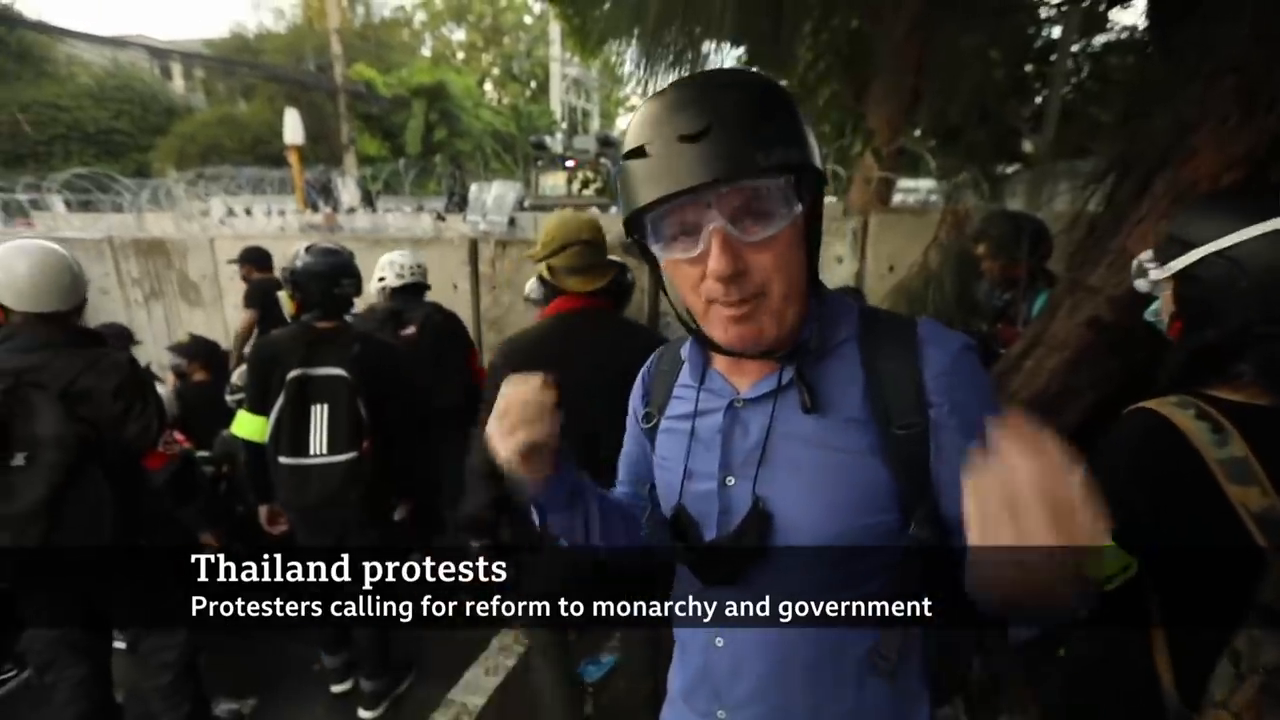 Thailand protests
Protesters calling for reform to monarchy and government